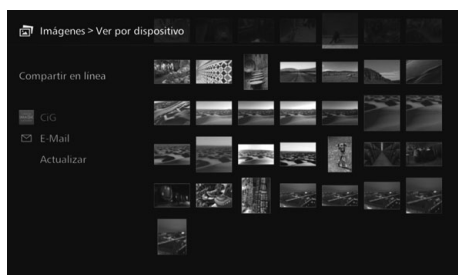 Imágenes > Ver por dispositivo
Compartir en línea
CiG
E-Mail
Actualizar